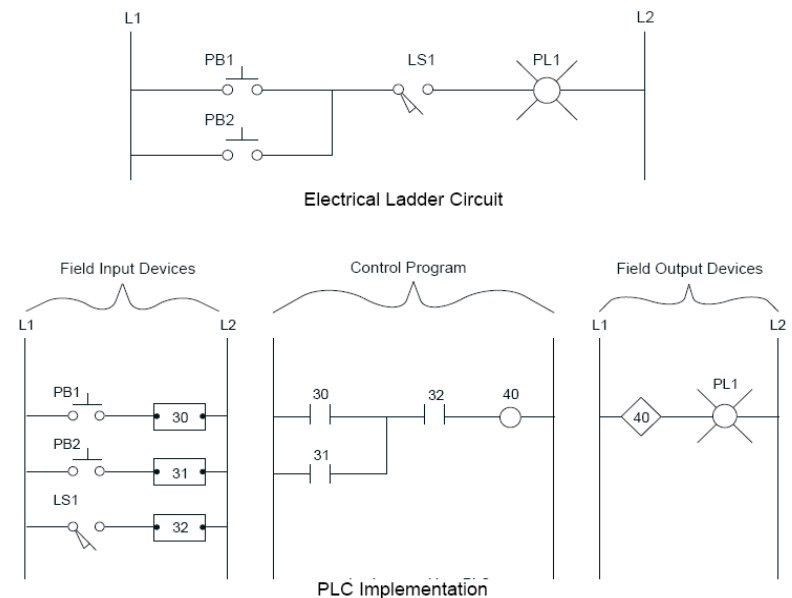 L1 L2
PB1 LS1 PL1
PB2
Electrical Ladder Circuit
Field Input Devices Control Program Field Output Devices
L1 L2 L1 L2
PB1 30 30 32 40 40 PL1
PB2 31 31
LS1 32
PLC Implementation